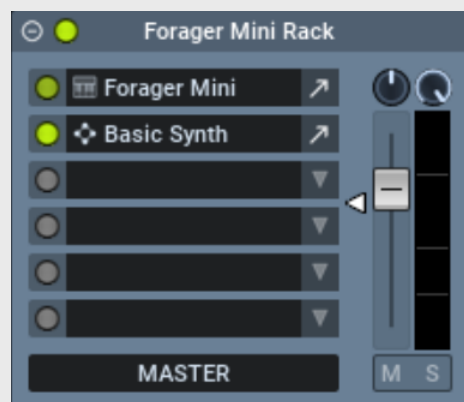 Forager Mini Rack
Forager Mini
Basic Synth
MASTER
M S